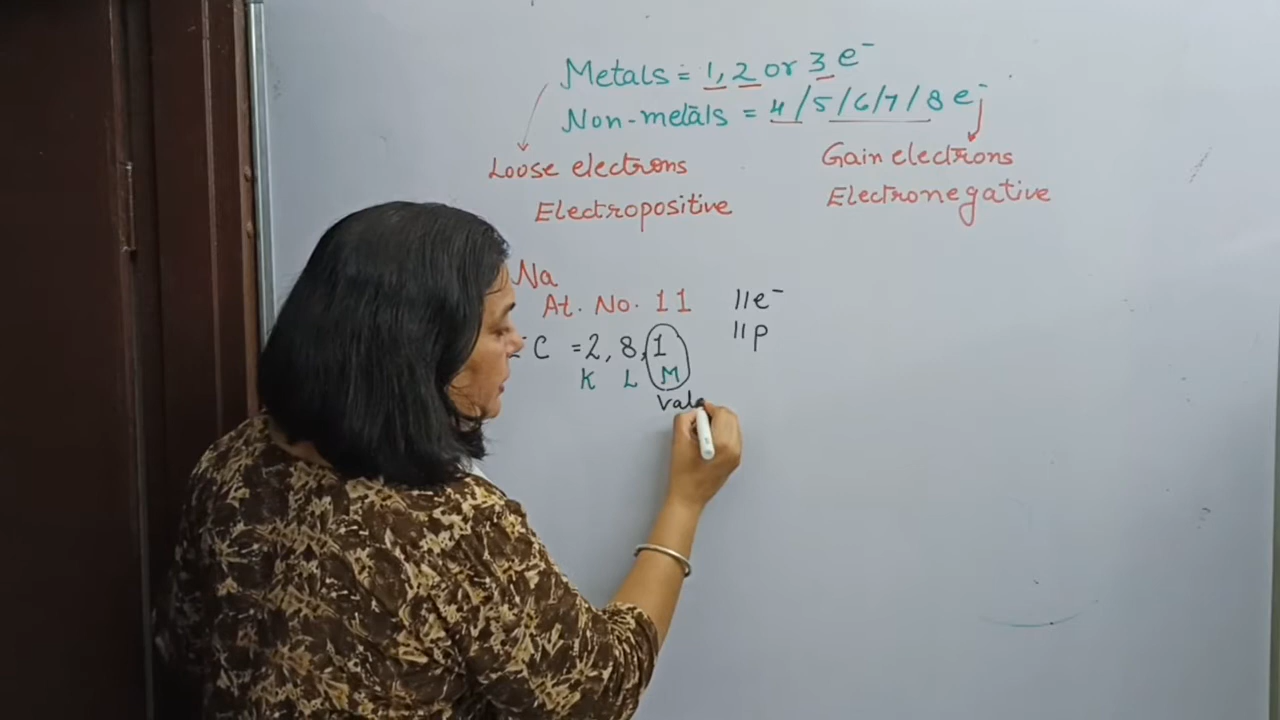 Metals = 1, 2 or 3 e⁻
Non-metals = 4/5/6/7/8 e⁻
Loose electrons
Gain electrons
Electropositive
Electronegative
Na
At. No. 11
11e⁻
11p
C = 2, 8, 1
K L M